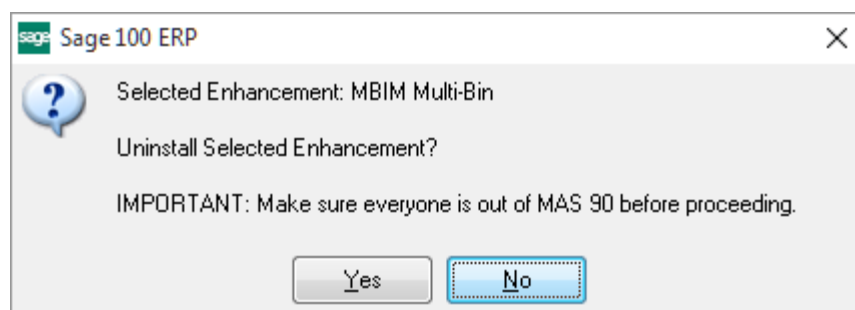 sage Sage 100 ERP
Selected Enhancement: MBIM Multi-Bin
Uninstall Selected Enhancement?
IMPORTANT: Make sure everyone is out of MAS 90 before proceeding.
Yes No